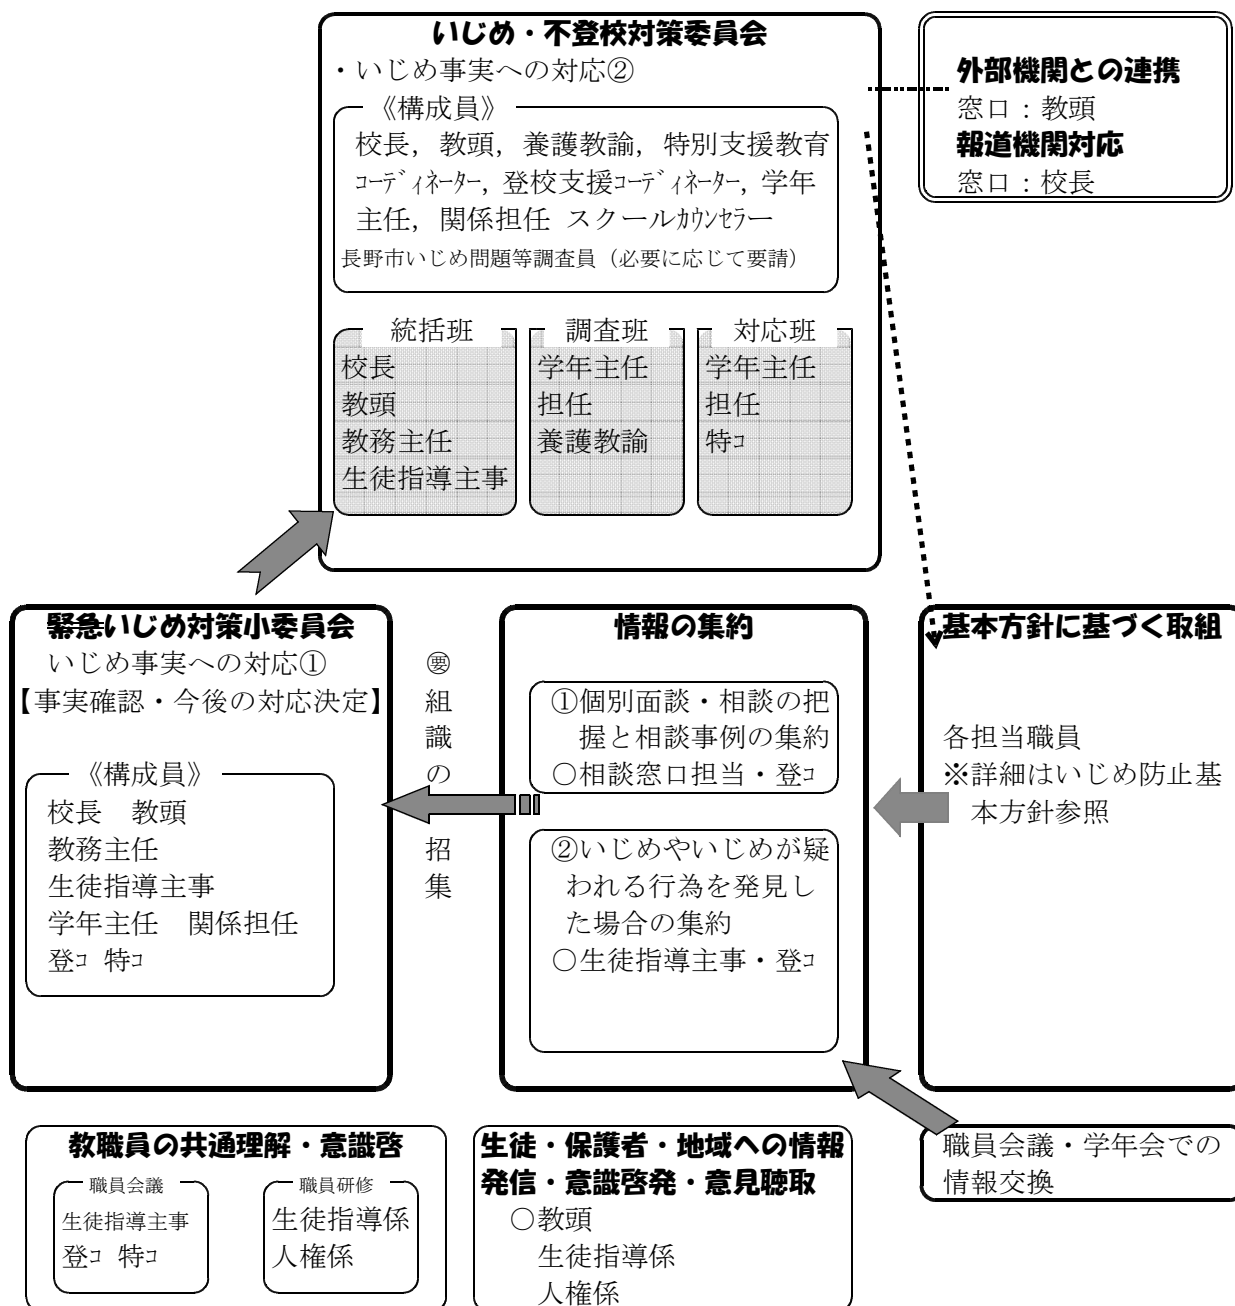 いじめ・不登校対策委員会
・いじめ事実への対応②
《構成員》
校長，教頭，養護教諭，特別支援教育
ｺｰﾃﾞｨﾈｰﾀｰ，登校支援ｺｰﾃﾞｨﾈｰﾀｰ，学年
主任，関係担任 スクールｶｳﾝｾﾗｰ
長野市いじめ問題等調査員（必要に応じて要請）
統括班
校長
教頭
教務主任
生徒指導主事
調査班
学年主任
担任
養護教諭
対応班
学年主任
担任
特ｺ
外部機関との連携
窓口：教頭
報道機関対応
窓口：校長
緊急いじめ対策小委員会
いじめ事実への対応①
【事実確認・今後の対応決定】
《構成員》
校長　教頭
教務主任
生徒指導主事
学年主任　関係担任
登ｺ 特ｺ
㊙組織の招集
情報の集約
①個別面談・相談の把
握と相談事例の集約
○相談窓口担当・登ｺ
②いじめやいじめが疑
われる行為を発見し
た場合の集約
○生徒指導主事・登ｺ
基本方針に基づく取組
各担当職員
※詳細はいじめ防止基
本方針参照
職員会議・学年会での
情報交換
教職員の共通理解・意識啓
職員会議
生徒指導主事
登ｺ 特ｺ
職員研修
生徒指導係
人権係
生徒・保護者・地域への情報
発信・意識啓発・意見聴取
○教頭
生徒指導係
人権係